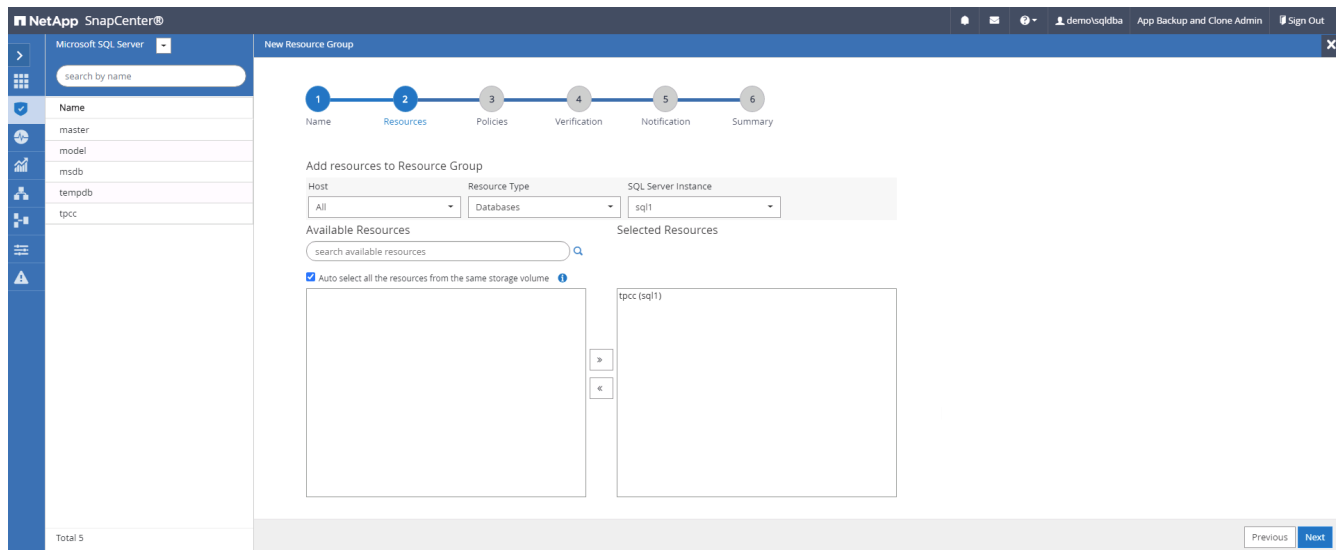 NetApp SnapCenter®
demo\sqldba App Backup and Clone Admin Sign Out
Microsoft SQL Server
search by name
Name
master
model
msdb
tempdb
tpcc
Total 5
New Resource Group
1 2 3 4 5 6
Name Resources Policies Verification Notification Summary
Add resources to Resource Group
Host Resource Type SQL Server Instance
All Databases sql1
Available Resources Selected Resources
search available resources
Auto select all the resources from the same storage volume
tpcc (sql1)
Previous Next